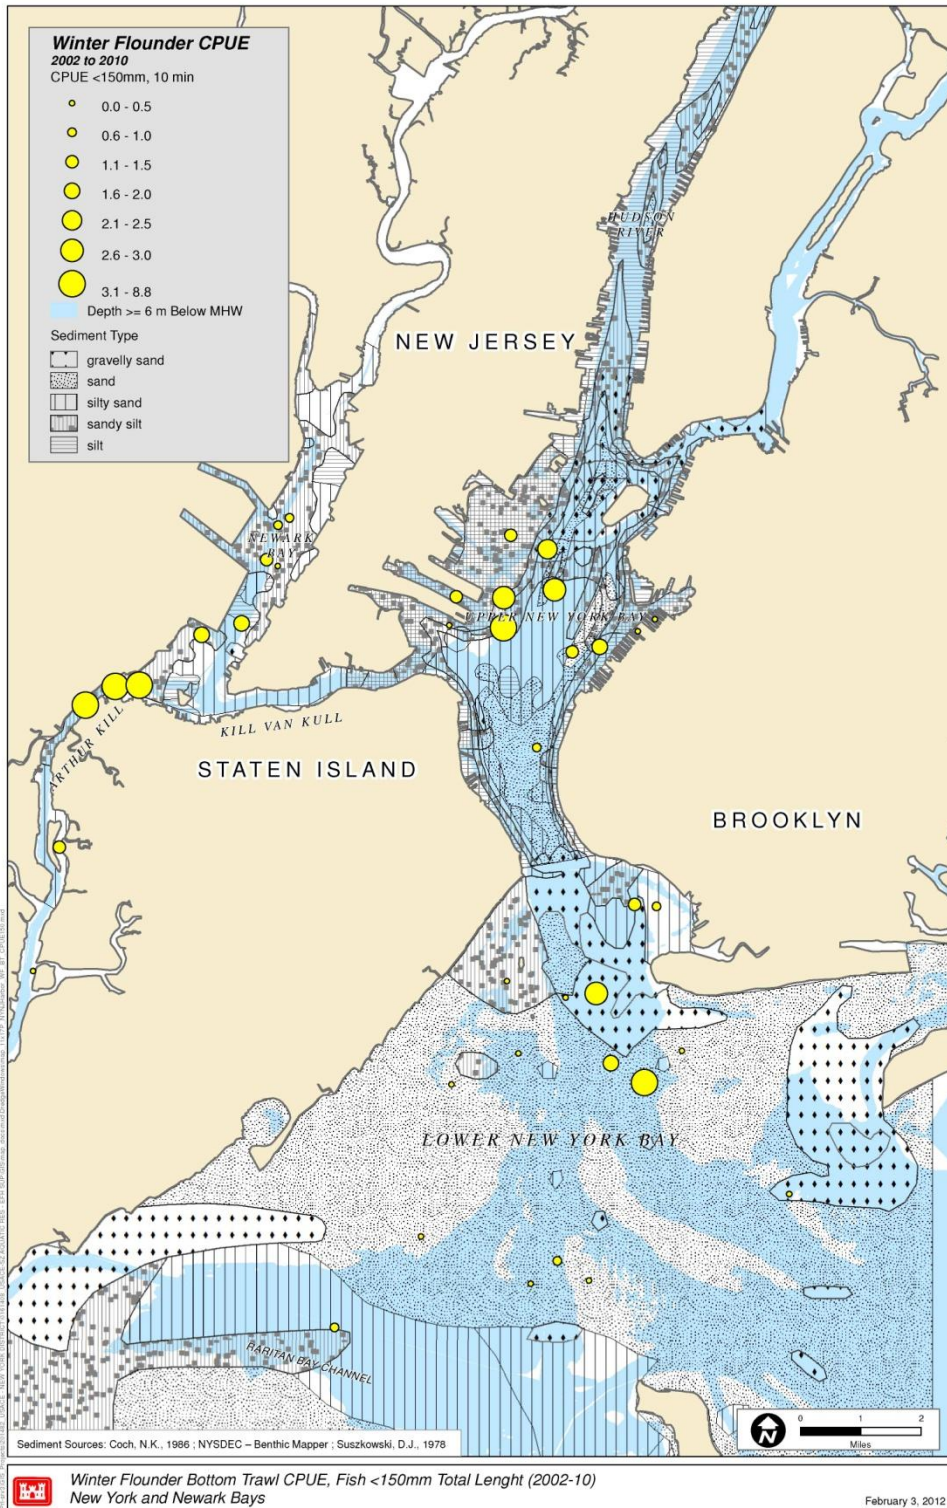 Winter Flounder CPUE
2002 to 2010
CPUE <150mm, 10 min
0.0 - 0.5
0.6 - 1.0
1.1 - 1.5
1.6 - 2.0
2.1 - 2.5
2.6 - 3.0
3.1 - 8.8
Depth >= 6 m Below MHW
Sediment Type
gravelly sand
sand
silty sand
sandy silt
silt
HUDSON
RIVER
NEW JERSEY
NEWARK
BAY
UPPER NEW YORK BAY
ARTHUR KILL
KILL VAN KULL
STATEN ISLAND
BROOKLYN
LOWER NEW YORK BAY
RARITAN BAY CHANNEL
N
0 1 2
Miles
Sediment Sources: Coch, N.K., 1986 ; NYSDEC – Benthic Mapper ; Suszkowski, D.J., 1978
Winter Flounder Bottom Trawl CPUE, Fish <150mm Total Lenght (2002-10)
New York and Newark Bays
February 3, 2012